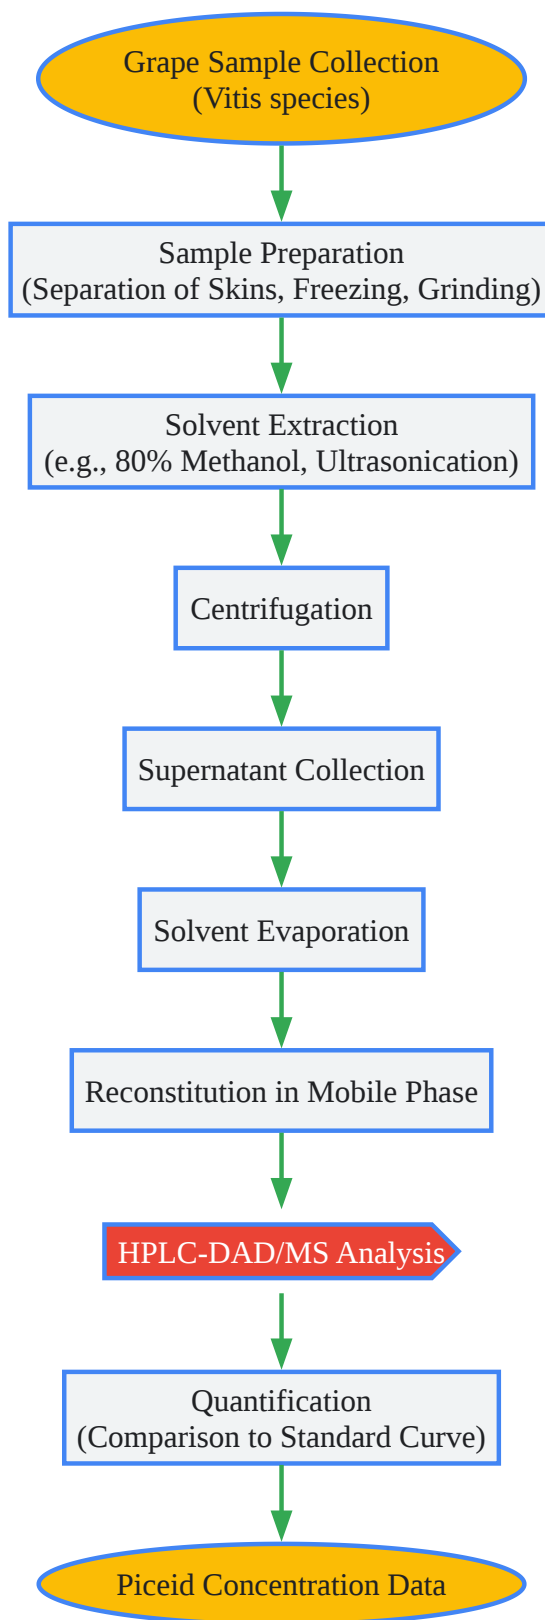 Grape Sample Collection
(Vitis species)
Sample Preparation
(Separation of Skins, Freezing, Grinding)
Solvent Extraction
(e.g., 80% Methanol, Ultrasonication)
Centrifugation
Supernatant Collection
Solvent Evaporation
Reconstitution in Mobile Phase
HPLC-DAD/MS Analysis
Quantification
(Comparison to Standard Curve)
Piceid Concentration Data